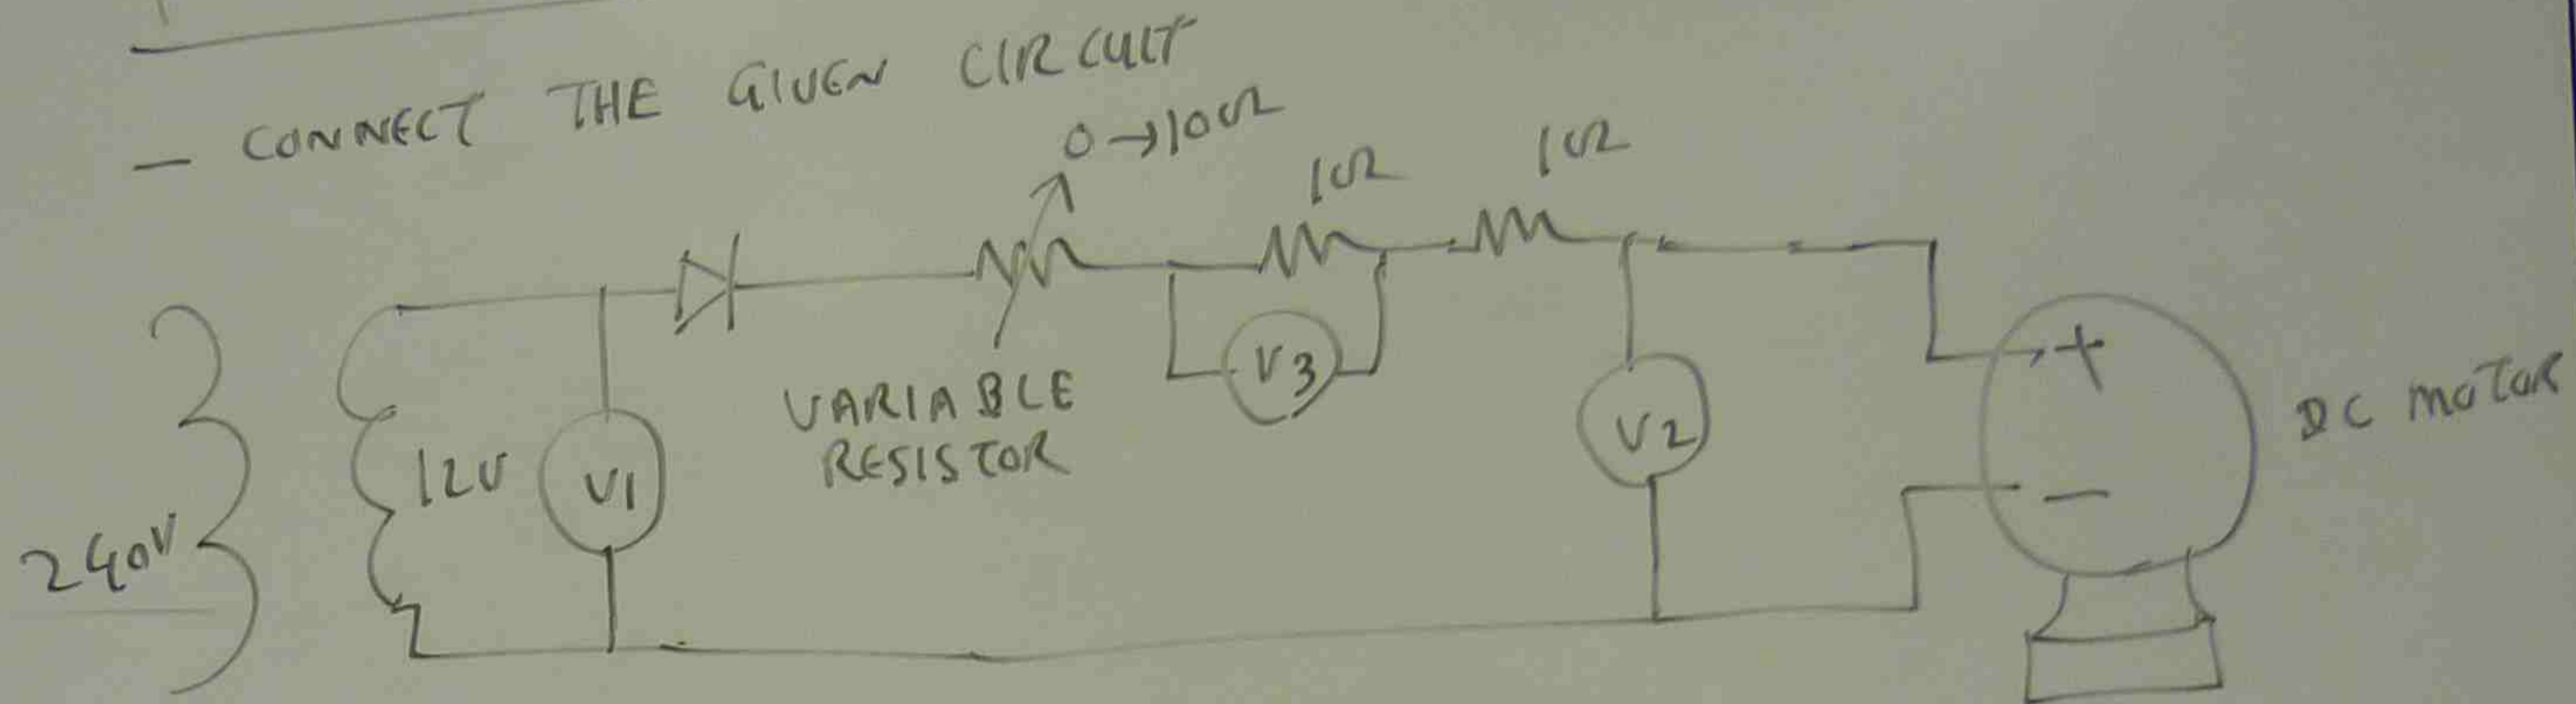 - CONNECT THE GIVEN CIRCUIT
0→10Ω
1Ω
1Ω
240V
12V
V1
VARIABLE
RESISTOR
V3
V2
+
-
DC MOTOR